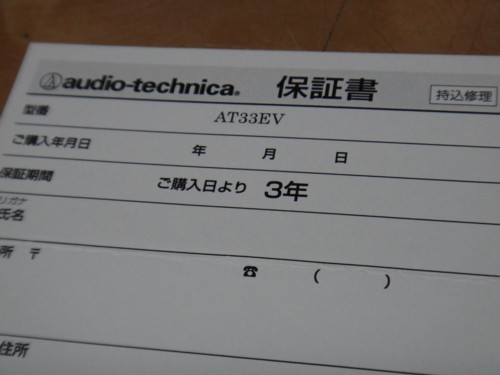 audio-technica® 保証書 持込修理
型番 AT33EV
ご購入年月日 年 月 日
保証期間 ご購入日より 3年
リガナ
氏名
所 〒
☎ ( )
住所